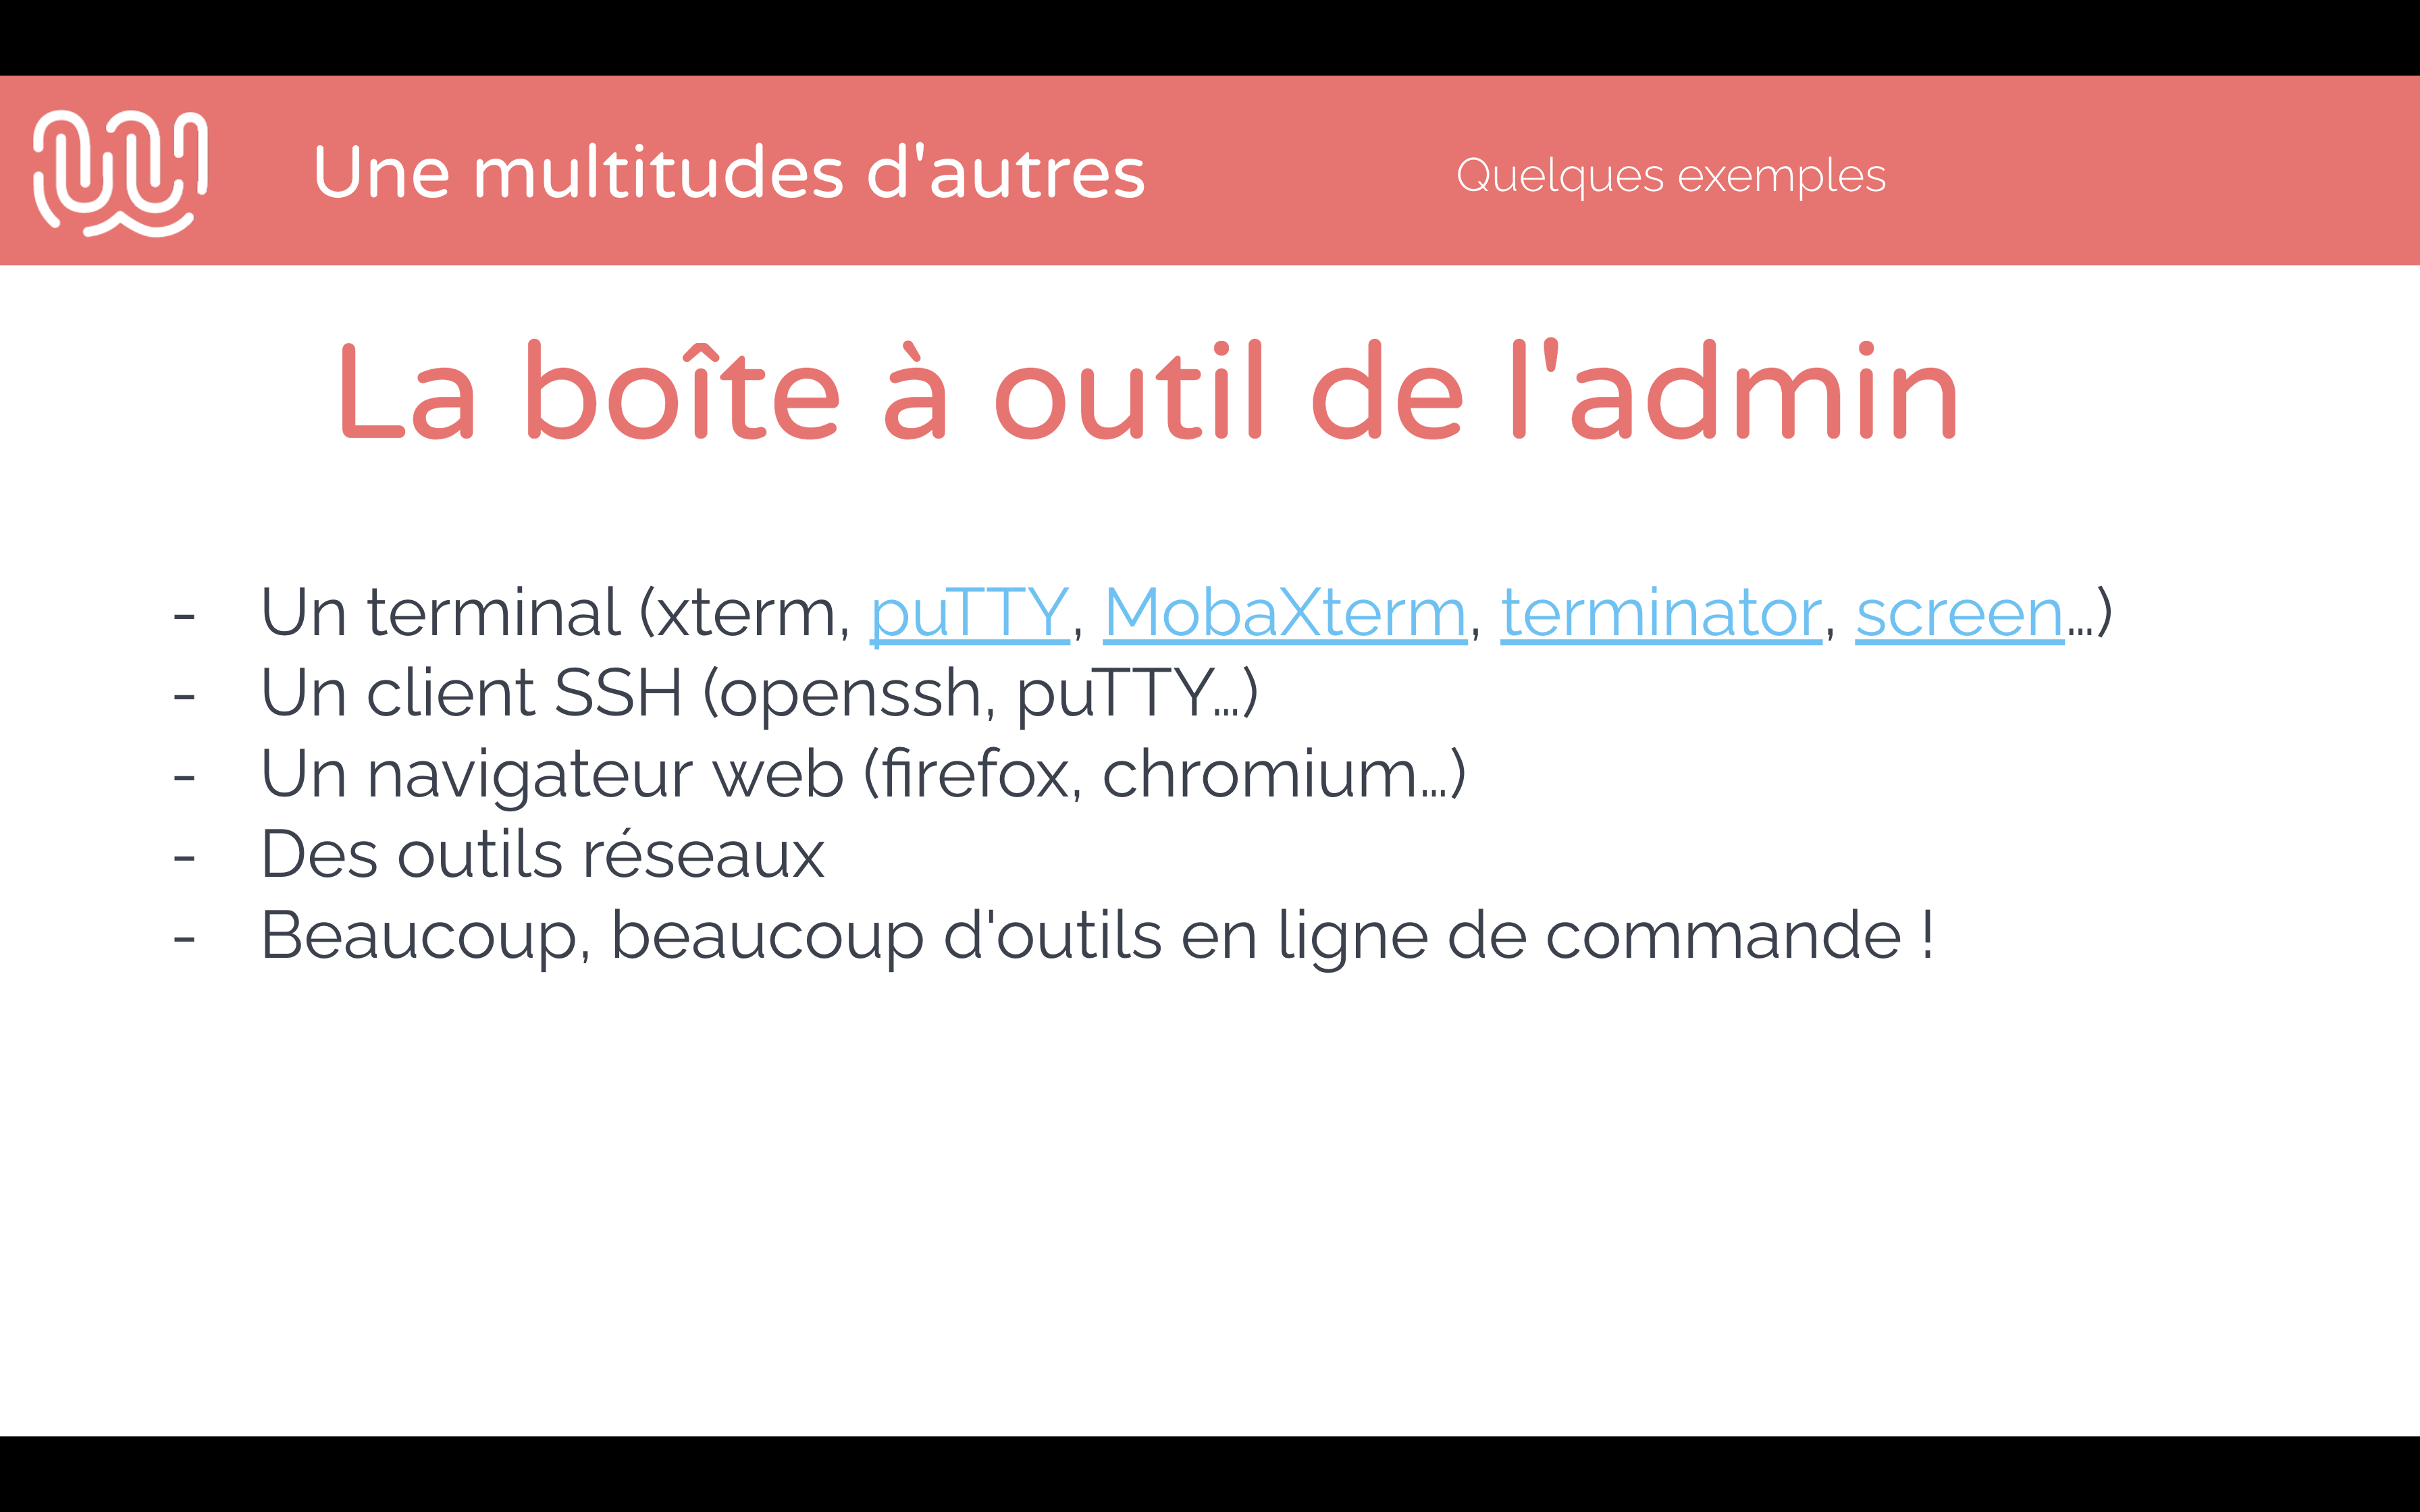 Une multitudes d'autres
Quelques exemples
La boîte à outil de l'admin
- Un terminal (xterm, puTTY, MobaXterm, terminator, screen...)
- Un client SSH (openssh, puTTY...)
- Un navigateur web (firefox, chromium...)
- Des outils réseaux
- Beaucoup, beaucoup d'outils en ligne de commande !